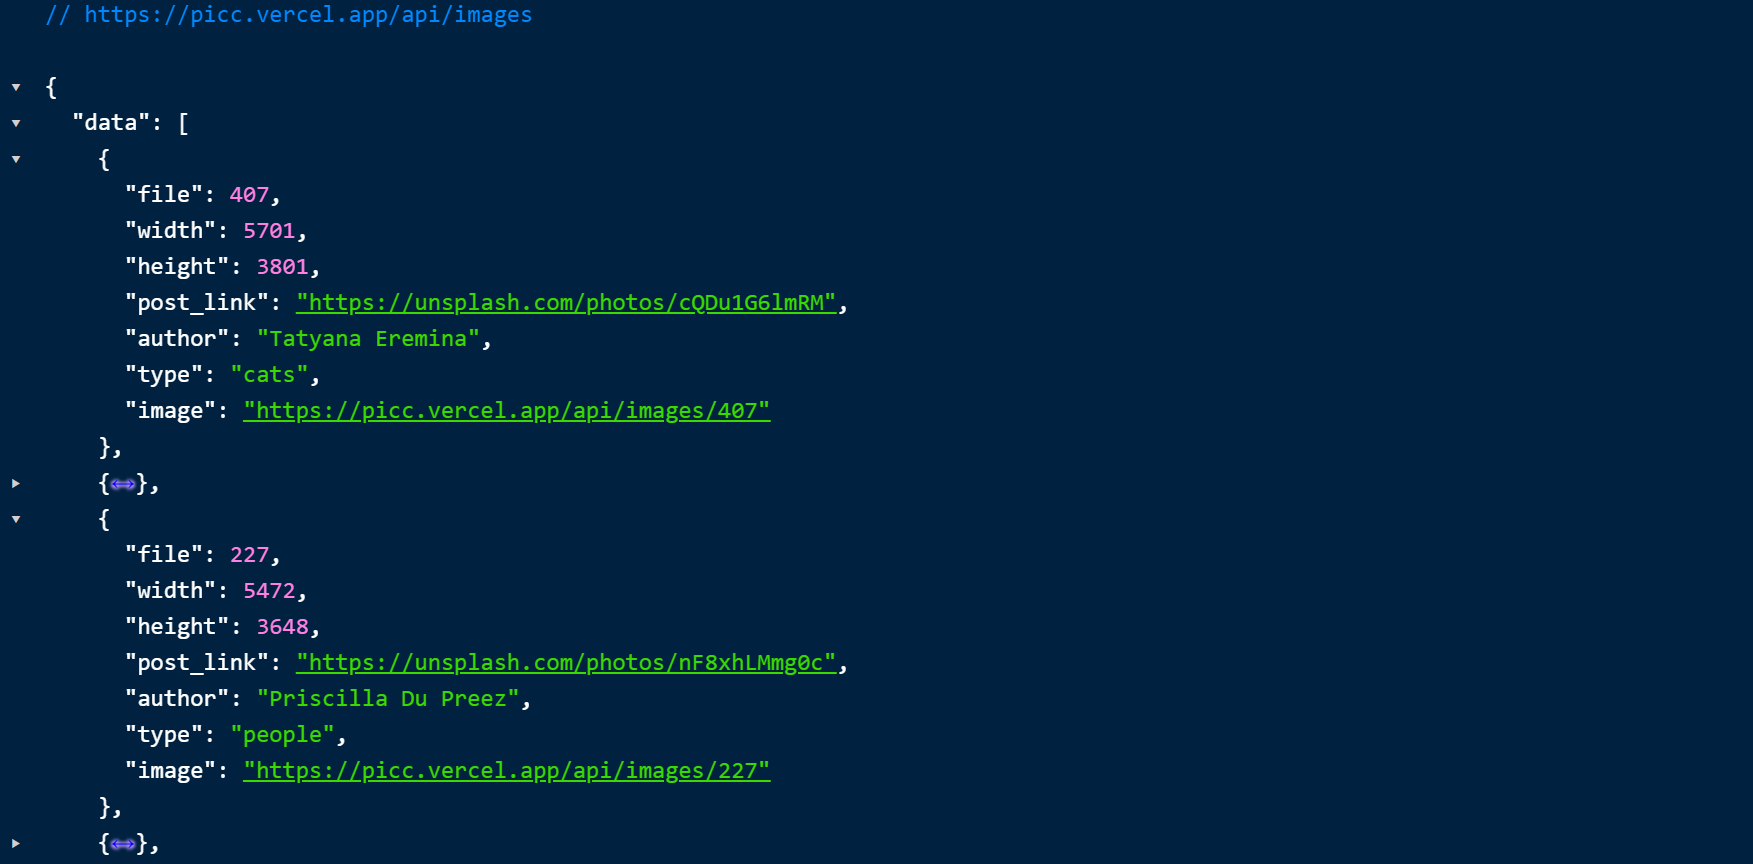 // https://picc.vercel.app/api/images
{
"data": [
{
"file": 407,
"width": 5701,
"height": 3801,
"post_link": "https://unsplash.com/photos/cQDu1G6lmRM",
"author": "Tatyana Eremina",
"type": "cats",
"image": "https://picc.vercel.app/api/images/407"
},
{↔},
{
"file": 227,
"width": 5472,
"height": 3648,
"post_link": "https://unsplash.com/photos/nF8xhLMmg0c",
"author": "Priscilla Du Preez",
"type": "people",
"image": "https://picc.vercel.app/api/images/227"
},
{↔},